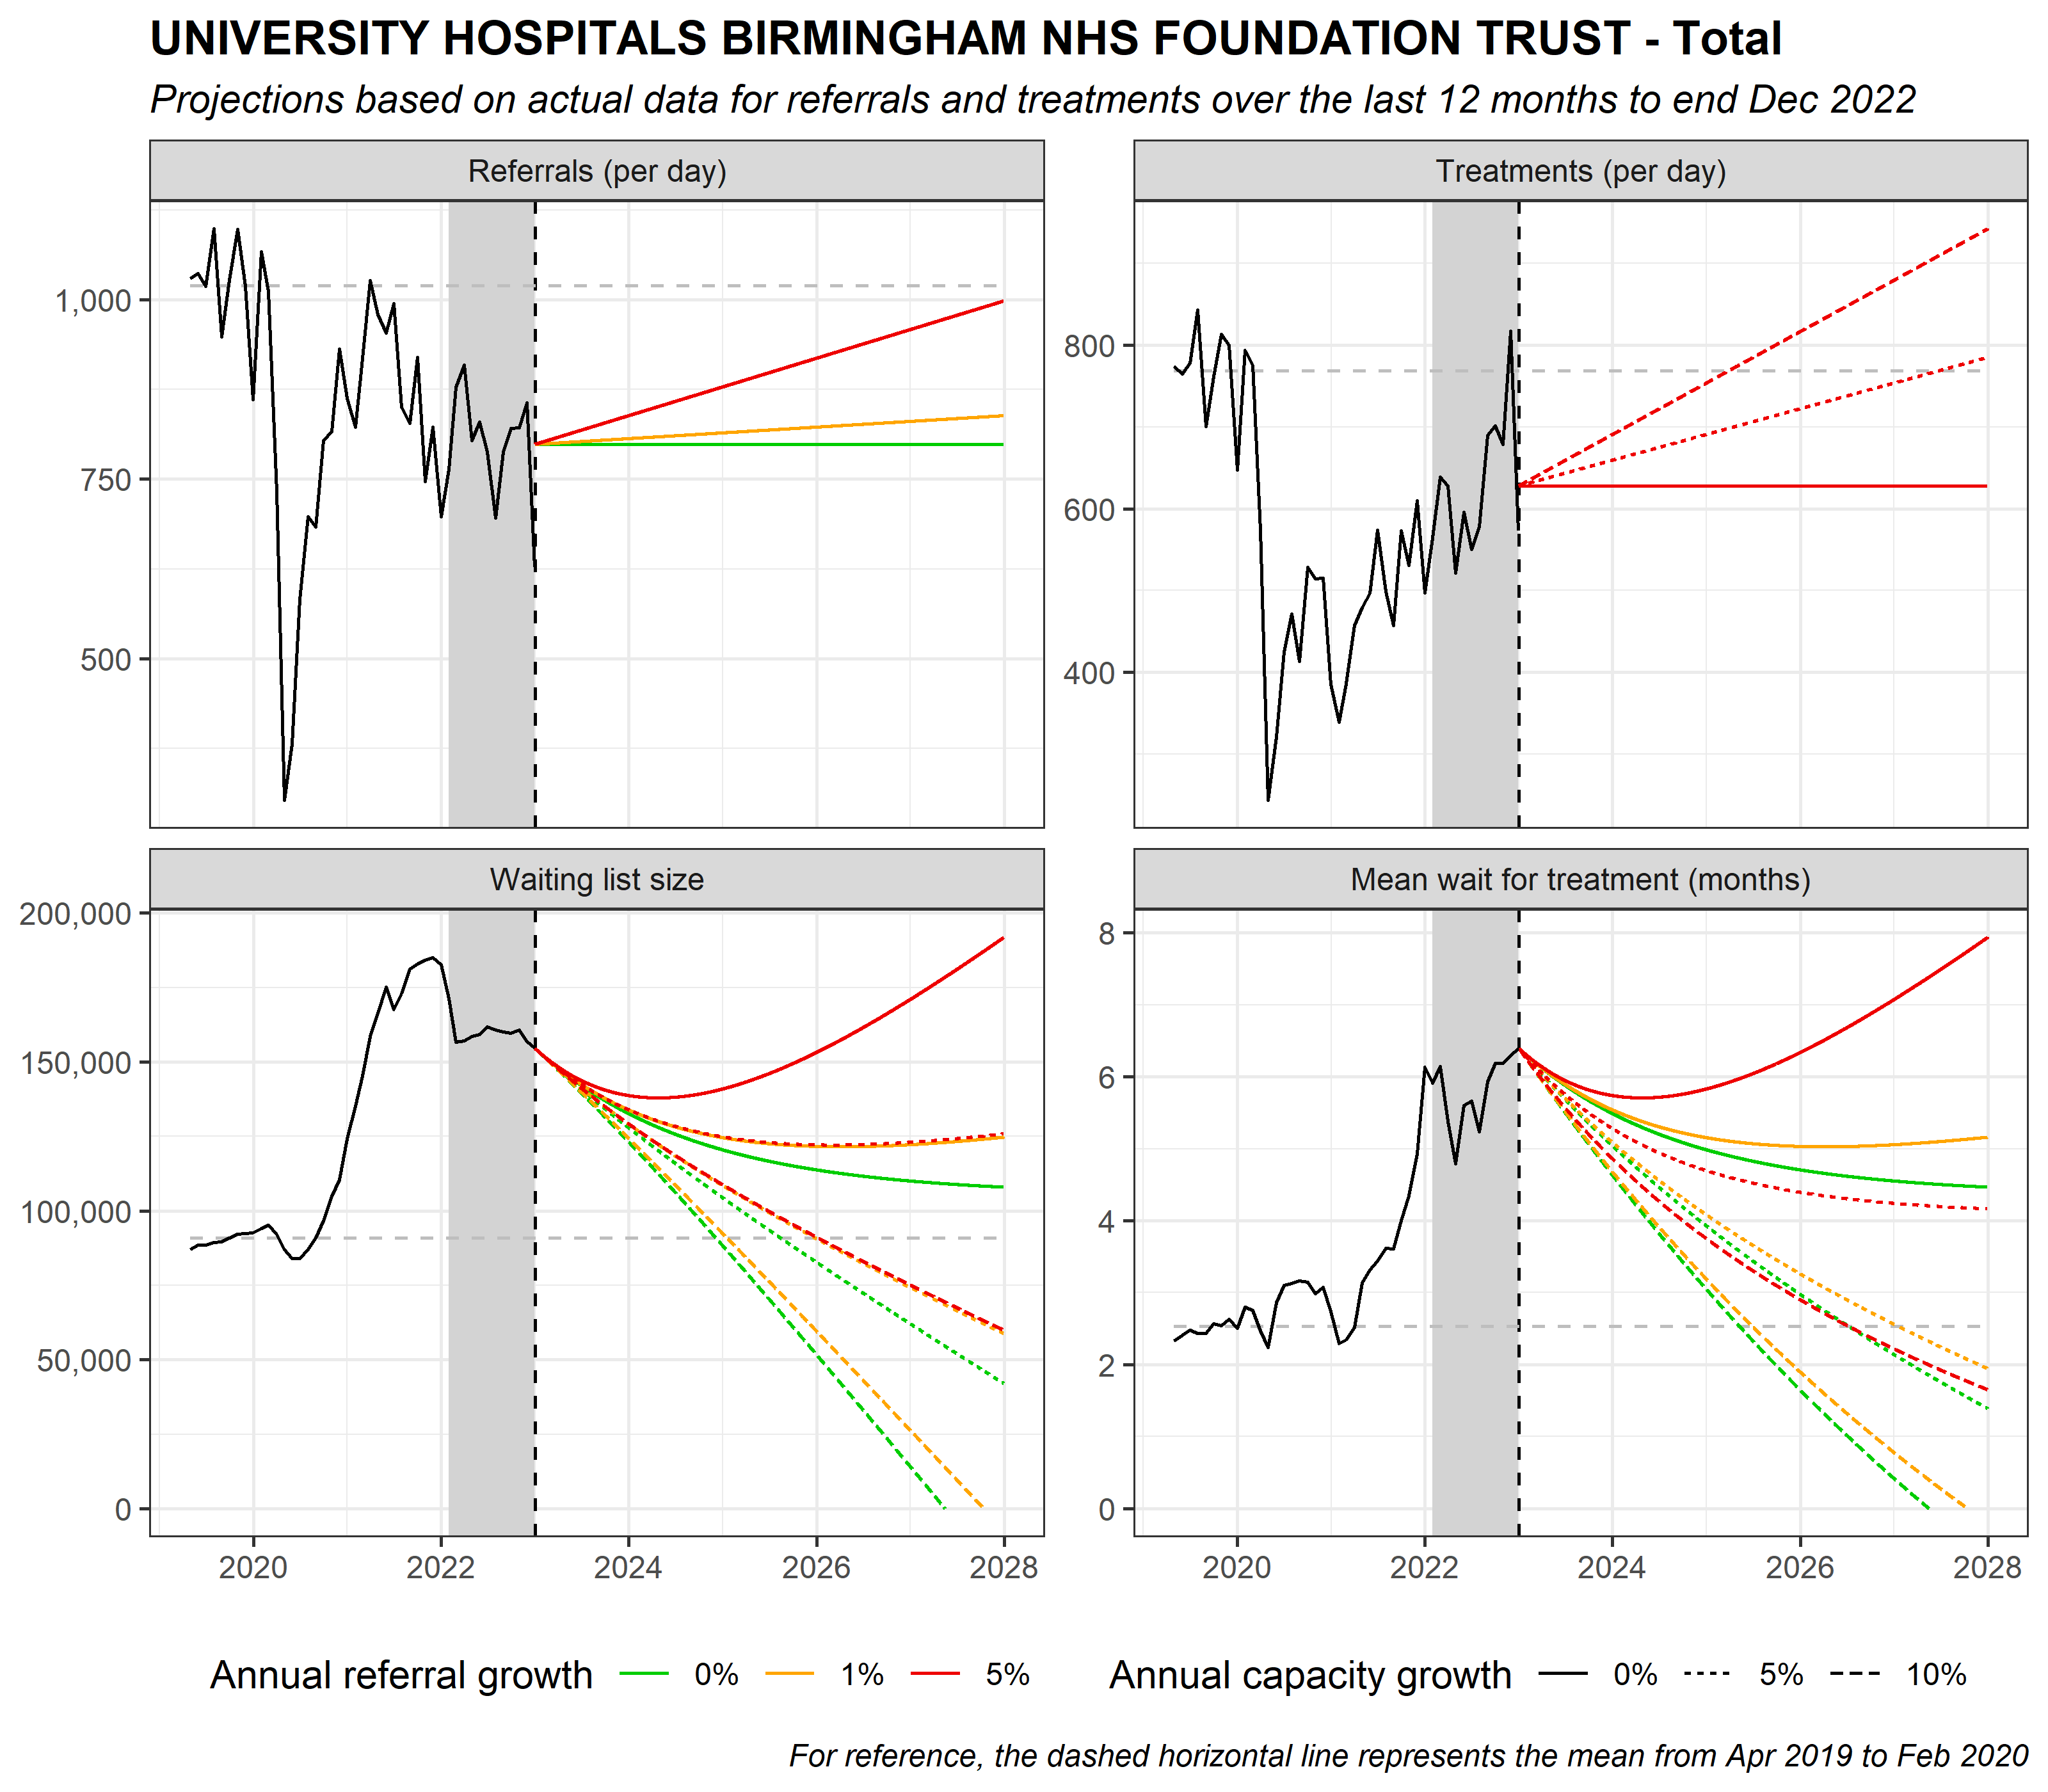 UNIVERSITY HOSPITALS BIRMINGHAM NHS FOUNDATION TRUST - Total
Projections based on actual data for referrals and treatments over the last 12 months to end Dec 2022
Referrals (per day)
1,000
750
500
Treatments (per day)
800
600
400
Waiting list size
200,000
150,000
100,000
50,000
0
2020 2022 2024 2026 2028
Mean wait for treatment (months)
8
6
4
2
0
2020 2022 2024 2026 2028
Annual referral growth 0% 1% 5%
Annual capacity growth 0% 5% 10%
For reference, the dashed horizontal line represents the mean from Apr 2019 to Feb 2020